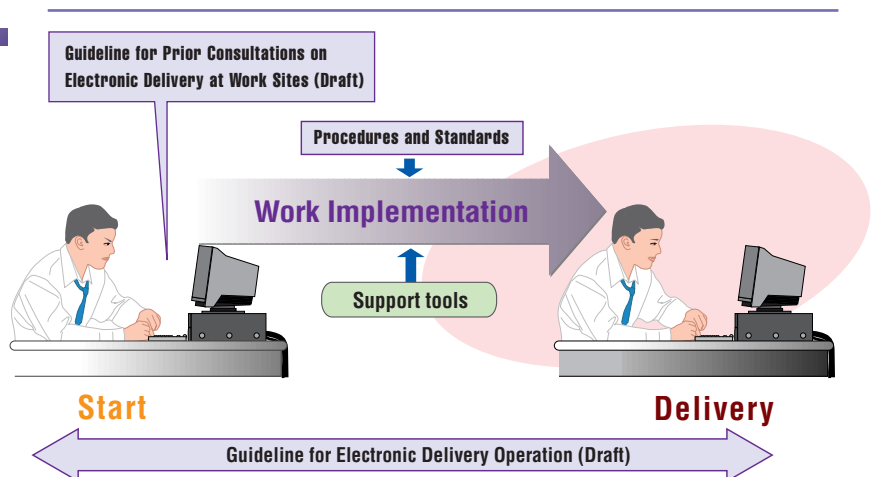 Guideline for Prior Consultations on
Electronic Delivery at Work Sites (Draft)
Procedures and Standards
Work Implementation
Support tools
Start
Delivery
Guideline for Electronic Delivery Operation (Draft)